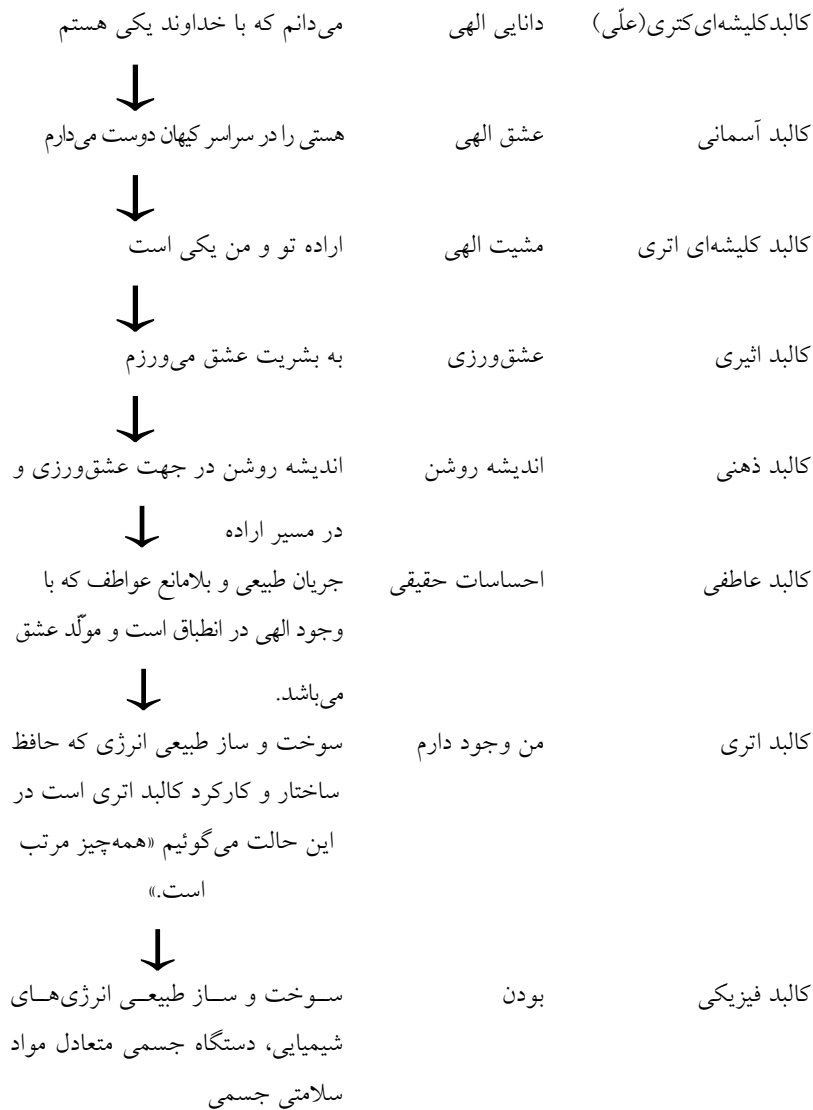 کالبدکلیشه‌ای‌کتری(علّی) دانایی الهی می‌دانم که با خداوند یکی هستم
کالبد آسمانی عشق الهی هستی را در سراسر کیهان دوست می‌دارم
کالبد کلیشه‌ای اتری مشیت الهی اراده تو و من یکی است
کالبد اثیری عشق‌ورزی به بشریت عشق می‌ورزم
کالبد ذهنی اندیشه روشن اندیشه روشن در جهت عشق‌ورزی و
در مسیر اراده
کالبد عاطفی احساسات حقیقی جریان طبیعی و بلامانع عواطف که با
وجود الهی در انطباق است و مولّد عشق
می‌باشد.
کالبد اتری من وجود دارم سوخت و ساز طبیعی انرژی که حافظ
ساختار و کارکرد کالبد اتری است در
این حالت می‌گوئیم «همه‌چیز مرتب
است.»
کالبد فیزیکی بودن سوخت و ساز طبیعی انرژی‌های
شیمیایی، دستگاه جسمی متعادل مواد
سلامتی جسمی